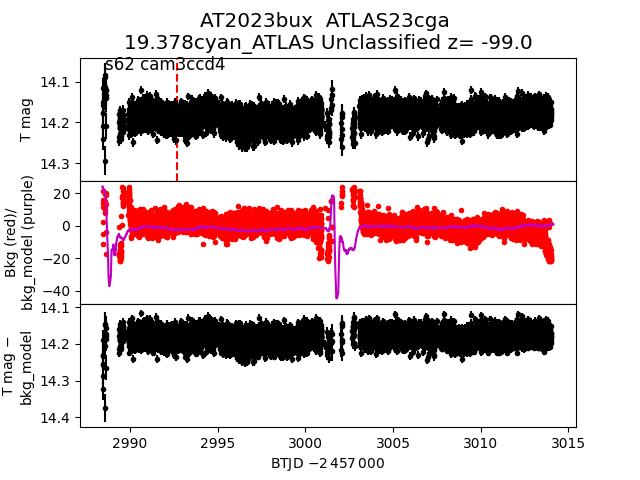 AT2023bux ATLAS23cga
19.378cyan_ATLAS Unclassified z= -99.0
s62 cam3ccd4
T mag
14.1
14.2
14.3
Bkg (red)/
bkg_model (purple)
20
0
−20
−40
T mag −
bkg_model
14.1
14.2
14.3
14.4
2990
2995
3000
3005
3010
3015
BTJD −2 457 000